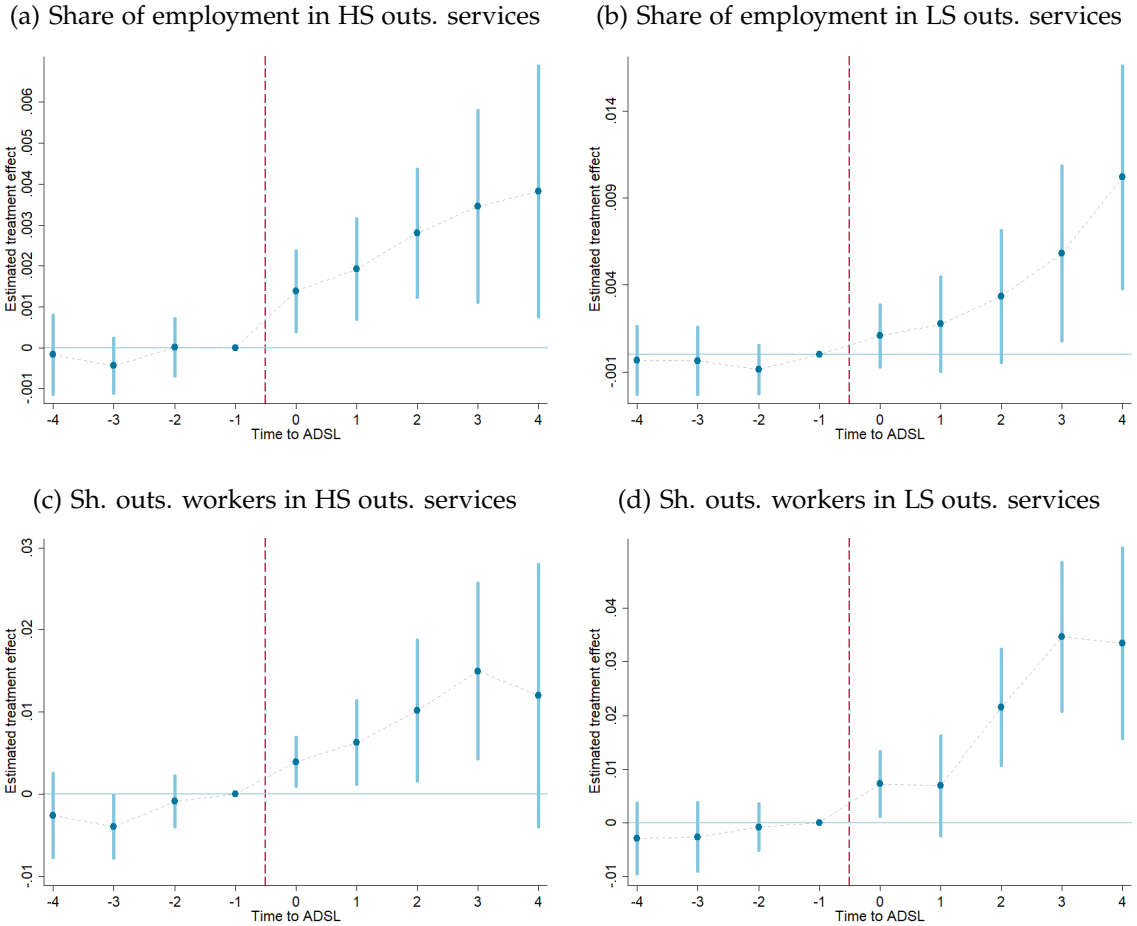 (a) Share of employment in HS outs. services
Estimated treatment effect
.006
.005
.004
.003
.002
.001
0
-.001
-4 -3 -2 -1 0 1 2 3 4
Time to ADSL
(b) Share of employment in LS outs. services
Estimated treatment effect
.014
.009
.004
-.001
-4 -3 -2 -1 0 1 2 3 4
Time to ADSL
(c) Sh. outs. workers in HS outs. services
Estimated treatment effect
.03
.02
.01
0
-.01
-4 -3 -2 -1 0 1 2 3 4
Time to ADSL
(d) Sh. outs. workers in LS outs. services
Estimated treatment effect
.04
.03
.02
.01
0
-.01
-4 -3 -2 -1 0 1 2 3 4
Time to ADSL